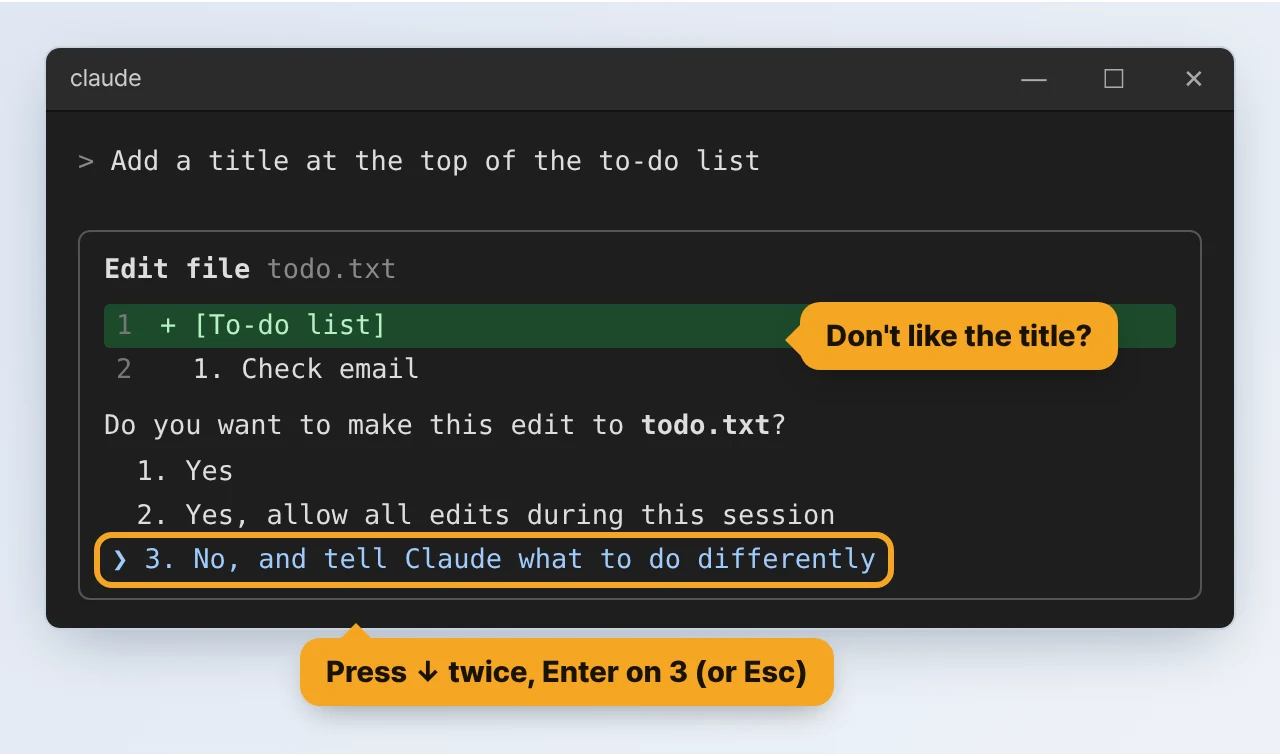 claude
> Add a title at the top of the to-do list
Edit file todo.txt
1 + [To-do list]
Don't like the title?
2 1. Check email
Do you want to make this edit to todo.txt?
1. Yes
2. Yes, allow all edits during this session
❯ 3. No, and tell Claude what to do differently
Press ↓ twice, Enter on 3 (or Esc)